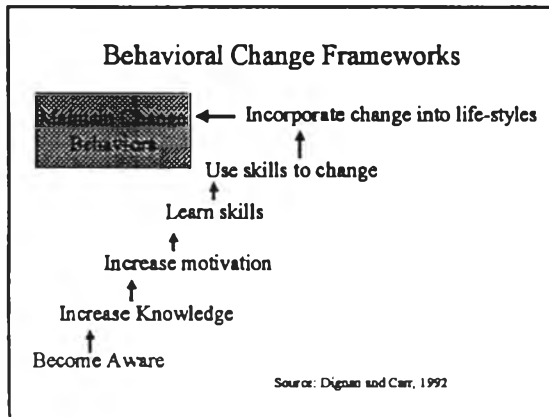 Behavioral Change Frameworks
Maintain Change
Behaviors
Incorporate change into life-styles
Use skills to change
Learn skills
Increase motivation
Increase Knowledge
Become Aware
Source: Dignan and Carr, 1992